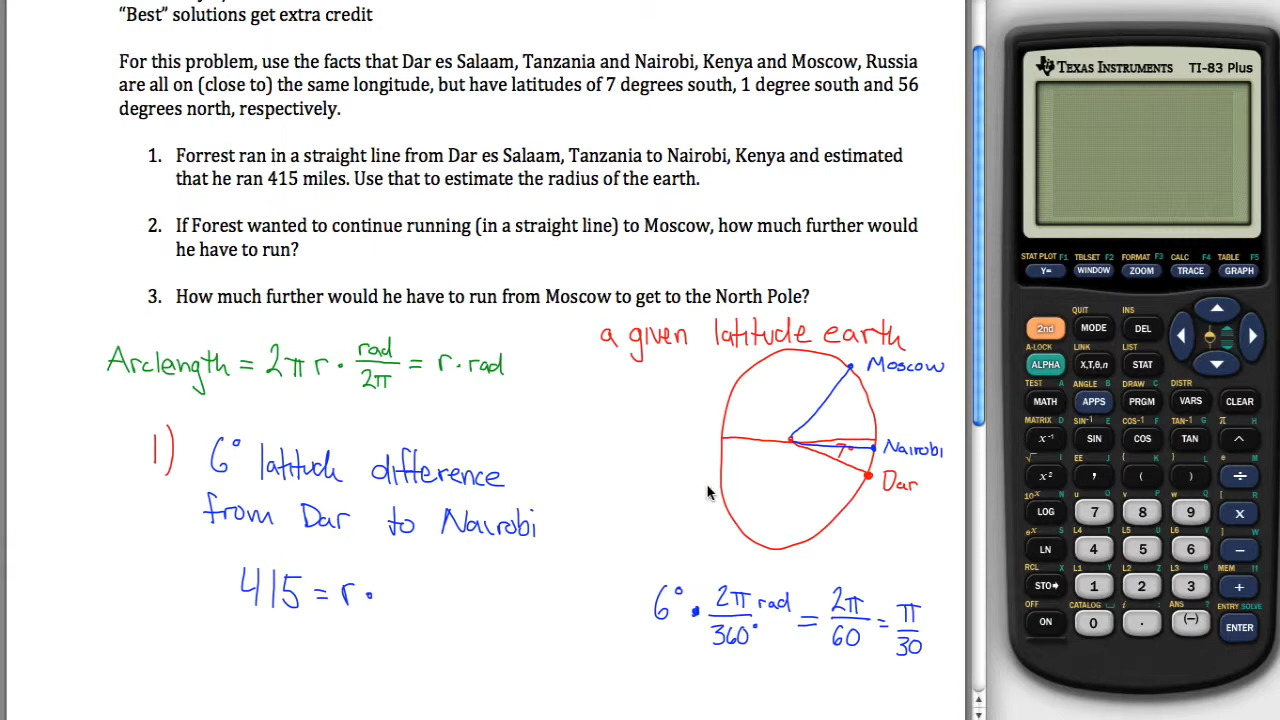 “Best” solutions get extra credit
For this problem, use the facts that Dar es Salaam, Tanzania and Nairobi, Kenya and Moscow, Russia
are all on (close to) the same longitude, but have latitudes of 7 degrees south, 1 degree south and 56
degrees north, respectively.
1. Forrest ran in a straight line from Dar es Salaam, Tanzania to Nairobi, Kenya and estimated
that he ran 415 miles. Use that to estimate the radius of the earth.
2. If Forest wanted to continue running (in a straight line) to Moscow, how much further would
he have to run?
3. How much further would he have to run from Moscow to get to the North Pole?
a given latitude earth
Arclength = 2π r · rad/2π = r · rad
Moscow
Nairobi
7°
Dar
1) 6° latitude difference
from Dar to Nairobi
415 = r ·
6° · 2π rad/360° = 2π/60 = π/30
TEXAS INSTRUMENTS TI-83 Plus
STAT PLOT F1 TBLSET F2 FORMAT F3 CALC F4 TABLE F5
Y= WINDOW ZOOM TRACE GRAPH
QUIT INS
2nd MODE DEL
A-LOCK LINK LIST
ALPHA X,T,θ,n STAT
TEST A ANGLE B DRAW C DISTR
MATH APPS PRGM VARS CLEAR
MATRIX D SIN⁻¹ E COS⁻¹ F TAN⁻¹ G π H
x⁻¹ SIN COS TAN ^
√ I EE J { K } L e M
x² , ( ) ÷
10ˣ N u O v P w Q [ R
LOG 7 8 9 x
eˣ S L4 T L5 U L6 V ] W
LN 4 5 6 −
RCL X L1 Y L2 Z L3 θ MEM "
STO➧ 1 2 3 +
OFF CATALOG ␣ i : ANS ? ENTRY SOLVE
ON 0 . (−) ENTER